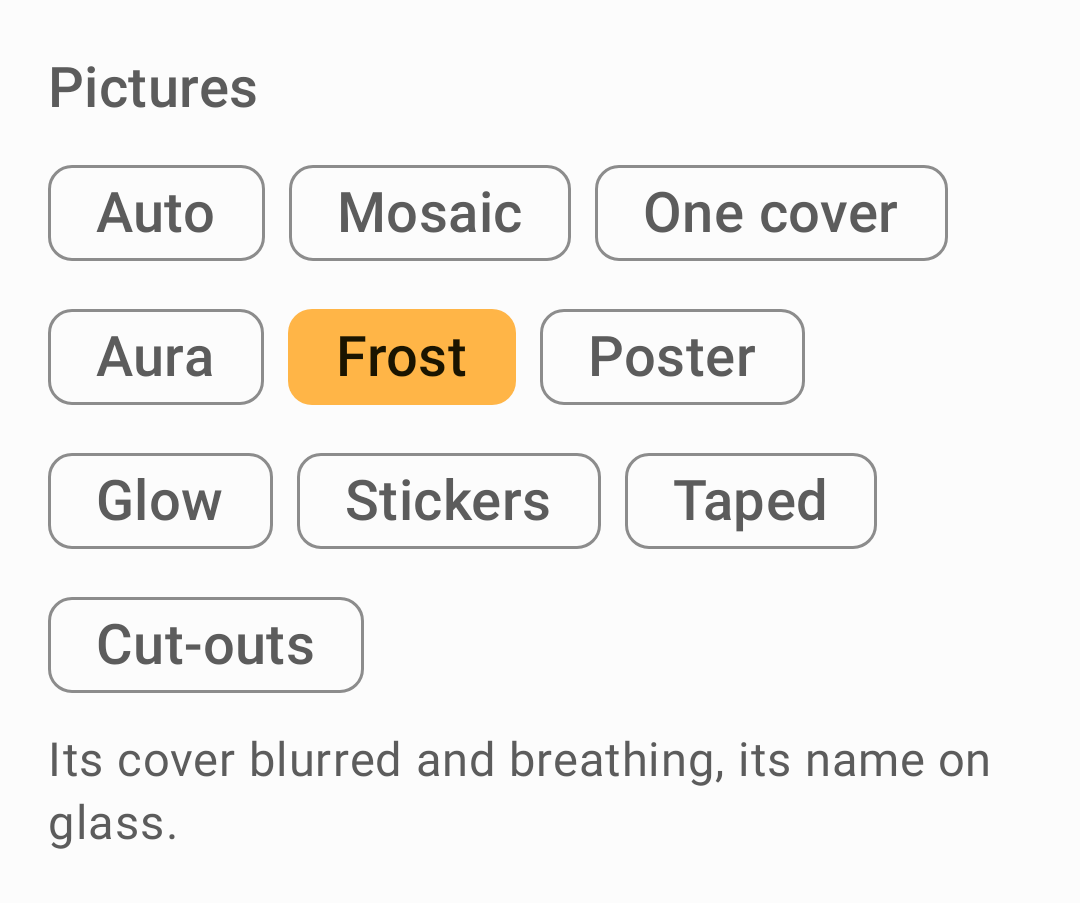 Pictures
Auto Mosaic One cover
Aura Frost Poster
Glow Stickers Taped
Cut-outs
Its cover blurred and breathing, its name on
glass.